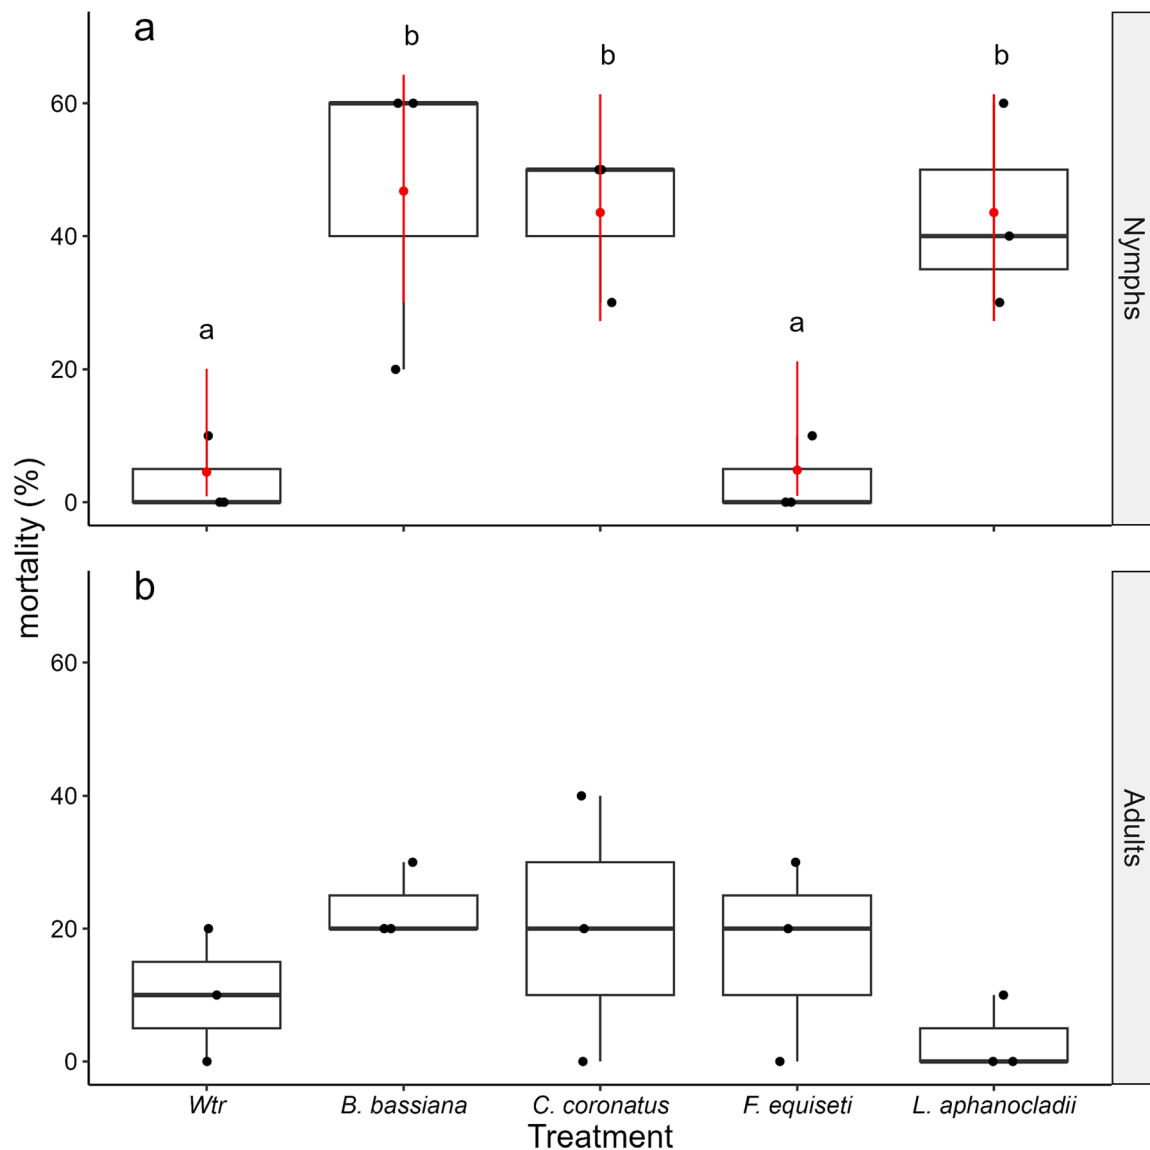 a
b
b
b
60
40
a
a
20
0
Nymphs
mortality (%)
b
60
40
20
0
Adults
Wtr B. bassiana C. coronatus F. equiseti L. aphanocladii
Treatment